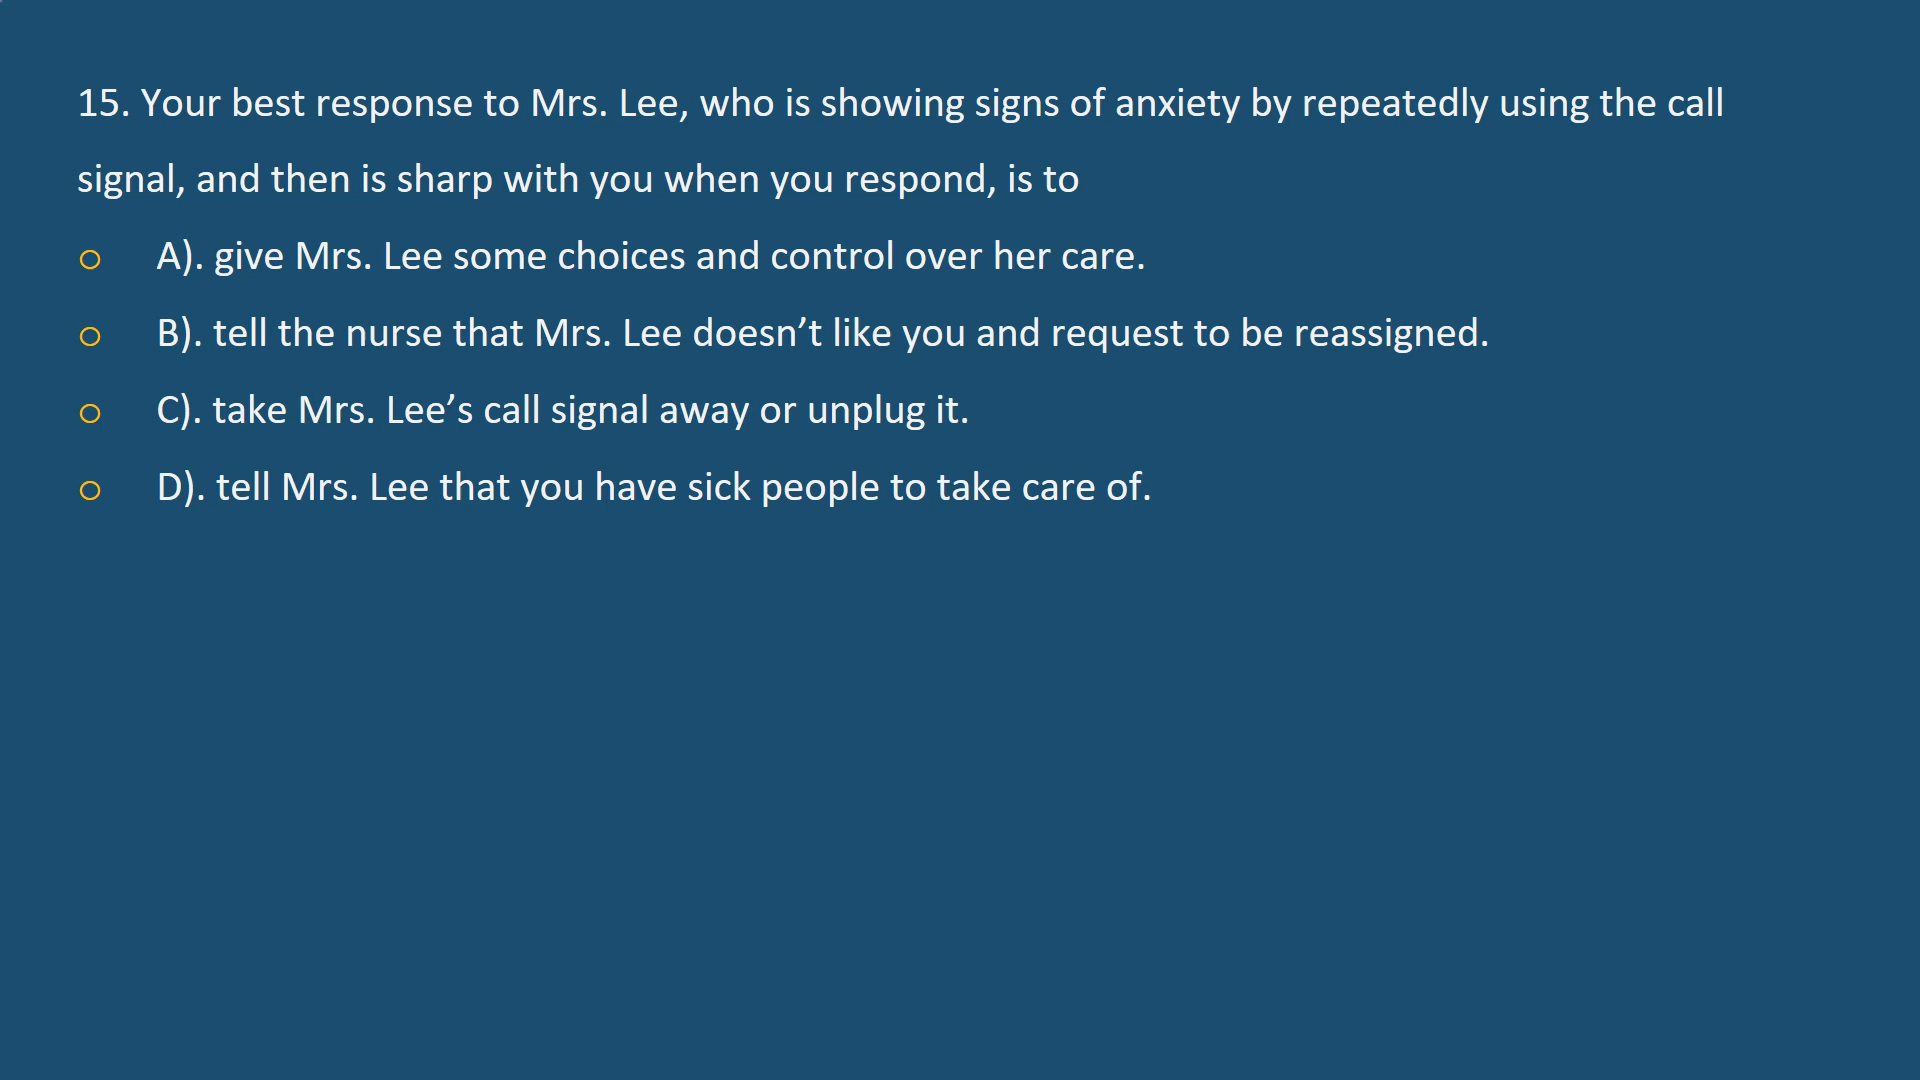 15. Your best response to Mrs. Lee, who is showing signs of anxiety by repeatedly using the call
signal, and then is sharp with you when you respond, is to
o A). give Mrs. Lee some choices and control over her care.
o B). tell the nurse that Mrs. Lee doesn’t like you and request to be reassigned.
o C). take Mrs. Lee’s call signal away or unplug it.
o D). tell Mrs. Lee that you have sick people to take care of.